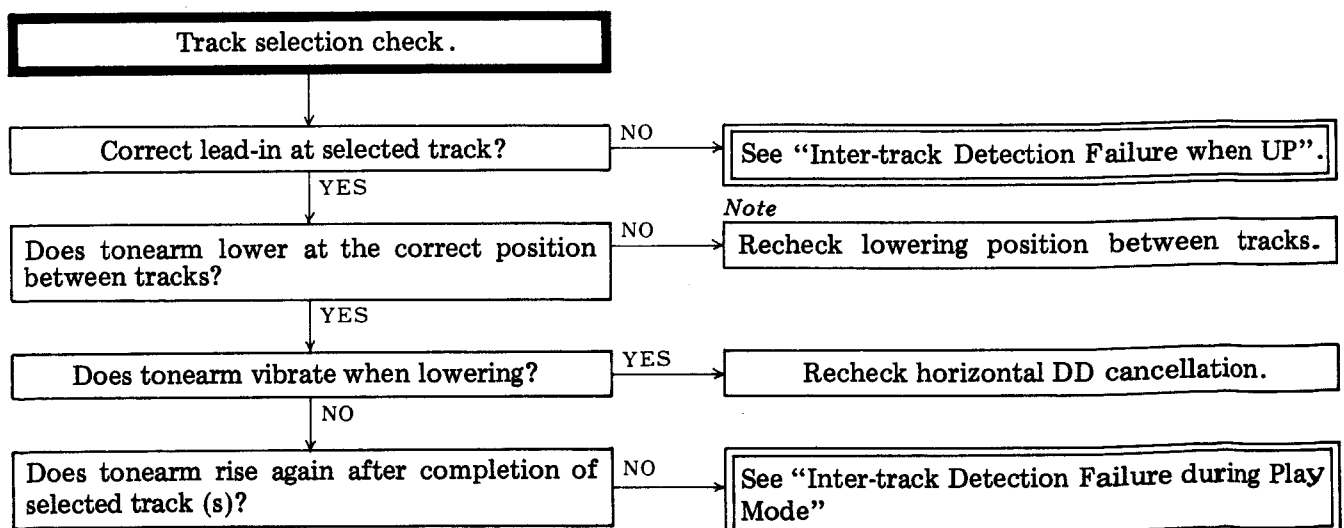 Track selection check.
Correct lead-in at selected track?
NO
See “Inter-track Detection Failure when UP”.
YES
Note
Does tonearm lower at the correct position
between tracks?
NO
Recheck lowering position between tracks.
YES
Does tonearm vibrate when lowering?
YES
Recheck horizontal DD cancellation.
NO
Does tonearm rise again after completion of
selected track (s)?
NO
See “Inter-track Detection Failure during Play
Mode”